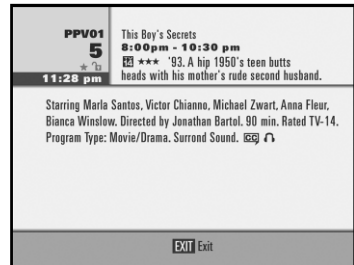 PPV01
5
11:28 pm
This Boy's Secrets
8:00pm - 10:30 pm
14 ★★★ '93. A hip 1950's teen butts
heads with his mother's rude second husband.
Starring Marla Santos, Victor Chianno, Michael Zwart, Anna Fleur,
Bianca Winslow. Directed by Jonathan Bartol. 90 min. Rated TV-14.
Program Type: Movie/Drama. Surrond Sound. CC
EXIT Exit